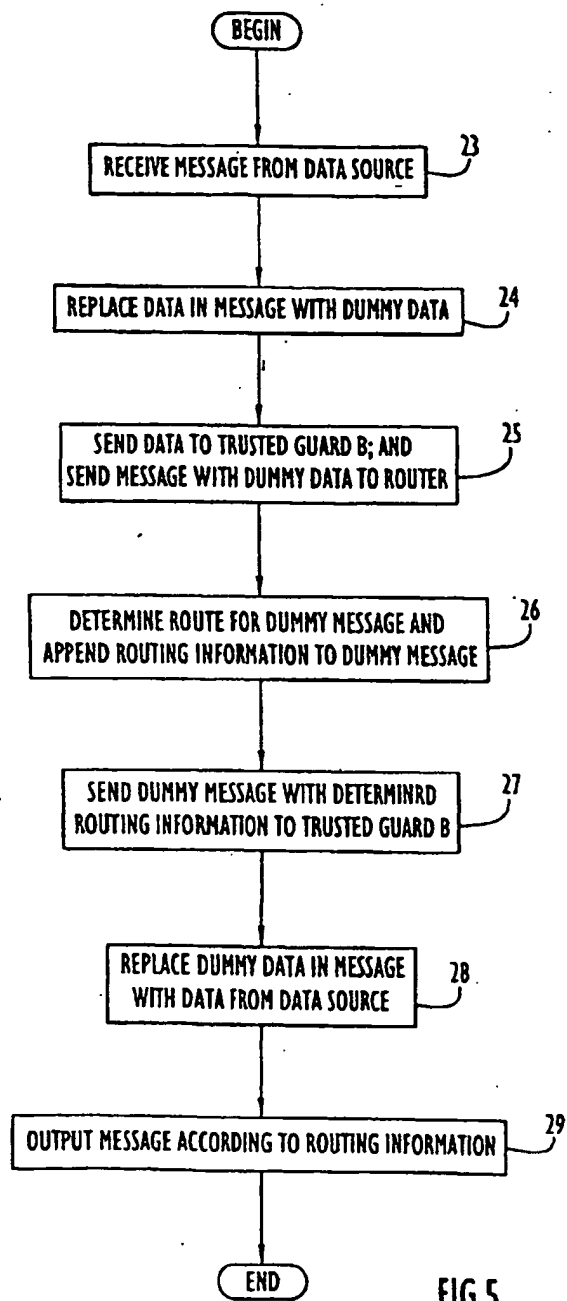 BEGIN
RECEIVE MESSAGE FROM DATA SOURCE
23
REPLACE DATA IN MESSAGE WITH DUMMY DATA
24
SEND DATA TO TRUSTED GUARD B; AND
SEND MESSAGE WITH DUMMY DATA TO ROUTER
25
DETERMINE ROUTE FOR DUMMY MESSAGE AND
APPEND ROUTING INFORMATION TO DUMMY MESSAGE
26
SEND DUMMY MESSAGE WITH DETERMINRD
ROUTING INFORMATION TO TRUSTED GUARD B
27
REPLACE DUMMY DATA IN MESSAGE
WITH DATA FROM DATA SOURCE
28
OUTPUT MESSAGE ACCORDING TO ROUTING INFORMATION
29
END
FIG.5